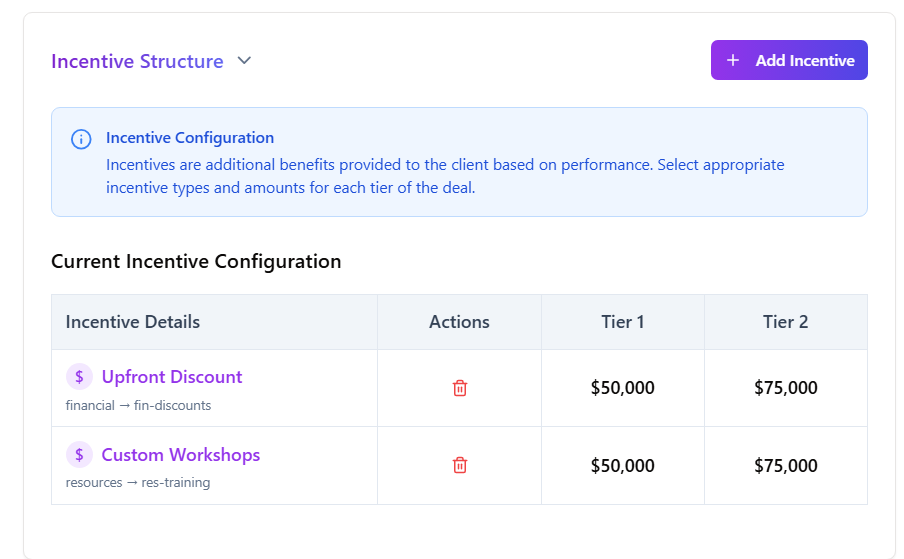 Incentive Structure
+ Add Incentive
Incentive Configuration
Incentives are additional benefits provided to the client based on performance. Select appropriate
incentive types and amounts for each tier of the deal.
Current Incentive Configuration
Incentive Details Actions Tier 1 Tier 2
$ Upfront Discount $50,000 $75,000
financial → fin-discounts
$ Custom Workshops $50,000 $75,000
resources → res-training